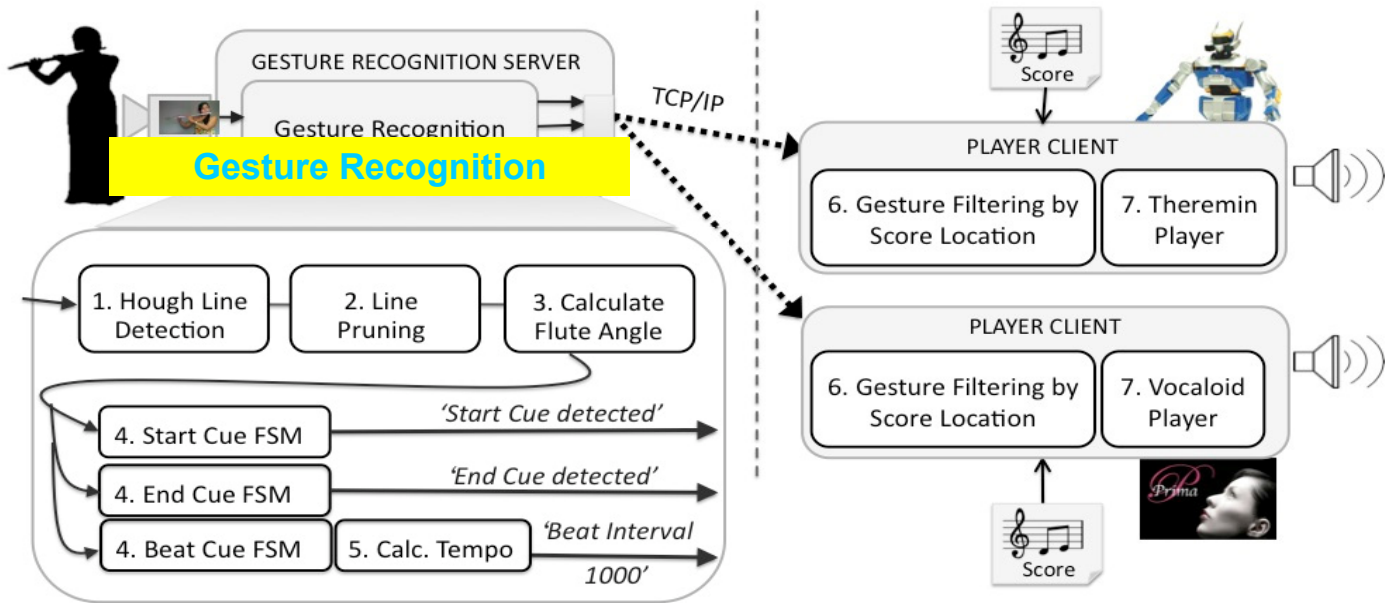 GESTURE RECOGNITION SERVER
Gesture Recognition
Gesture Recognition
TCP/IP
1. Hough Line
Detection
2. Line
Pruning
3. Calculate
Flute Angle
4. Start Cue FSM
'Start Cue detected'
4. End Cue FSM
'End Cue detected'
4. Beat Cue FSM
5. Calc. Tempo
'Beat Interval
1000'
Score
PLAYER CLIENT
6. Gesture Filtering by
Score Location
7. Theremin
Player
PLAYER CLIENT
6. Gesture Filtering by
Score Location
7. Vocaloid
Player
Prima
Score